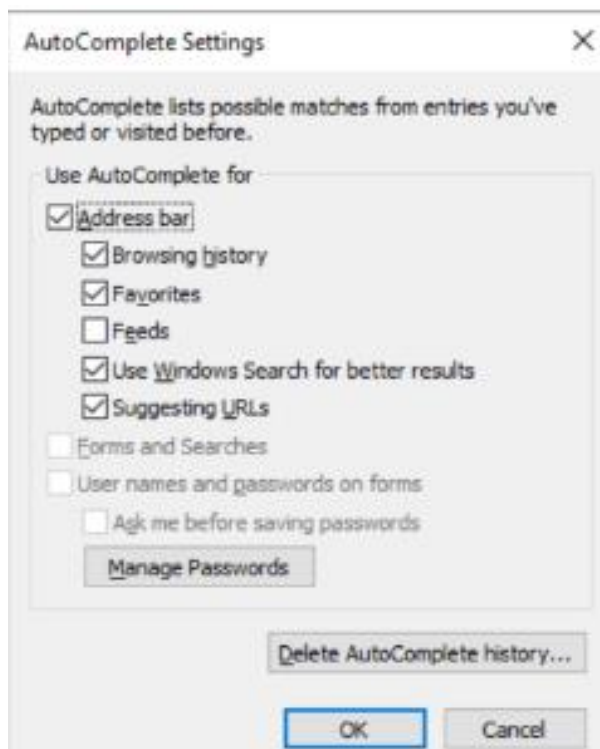 AutoComplete Settings
AutoComplete lists possible matches from entries you've
typed or visited before.
Use AutoComplete for
Address bar
Browsing history
Favorites
Feeds
Use Windows Search for better results
Suggesting URLs
Forms and Searches
User names and passwords on forms
Ask me before saving passwords
Manage Passwords
Delete AutoComplete history...
OK Cancel